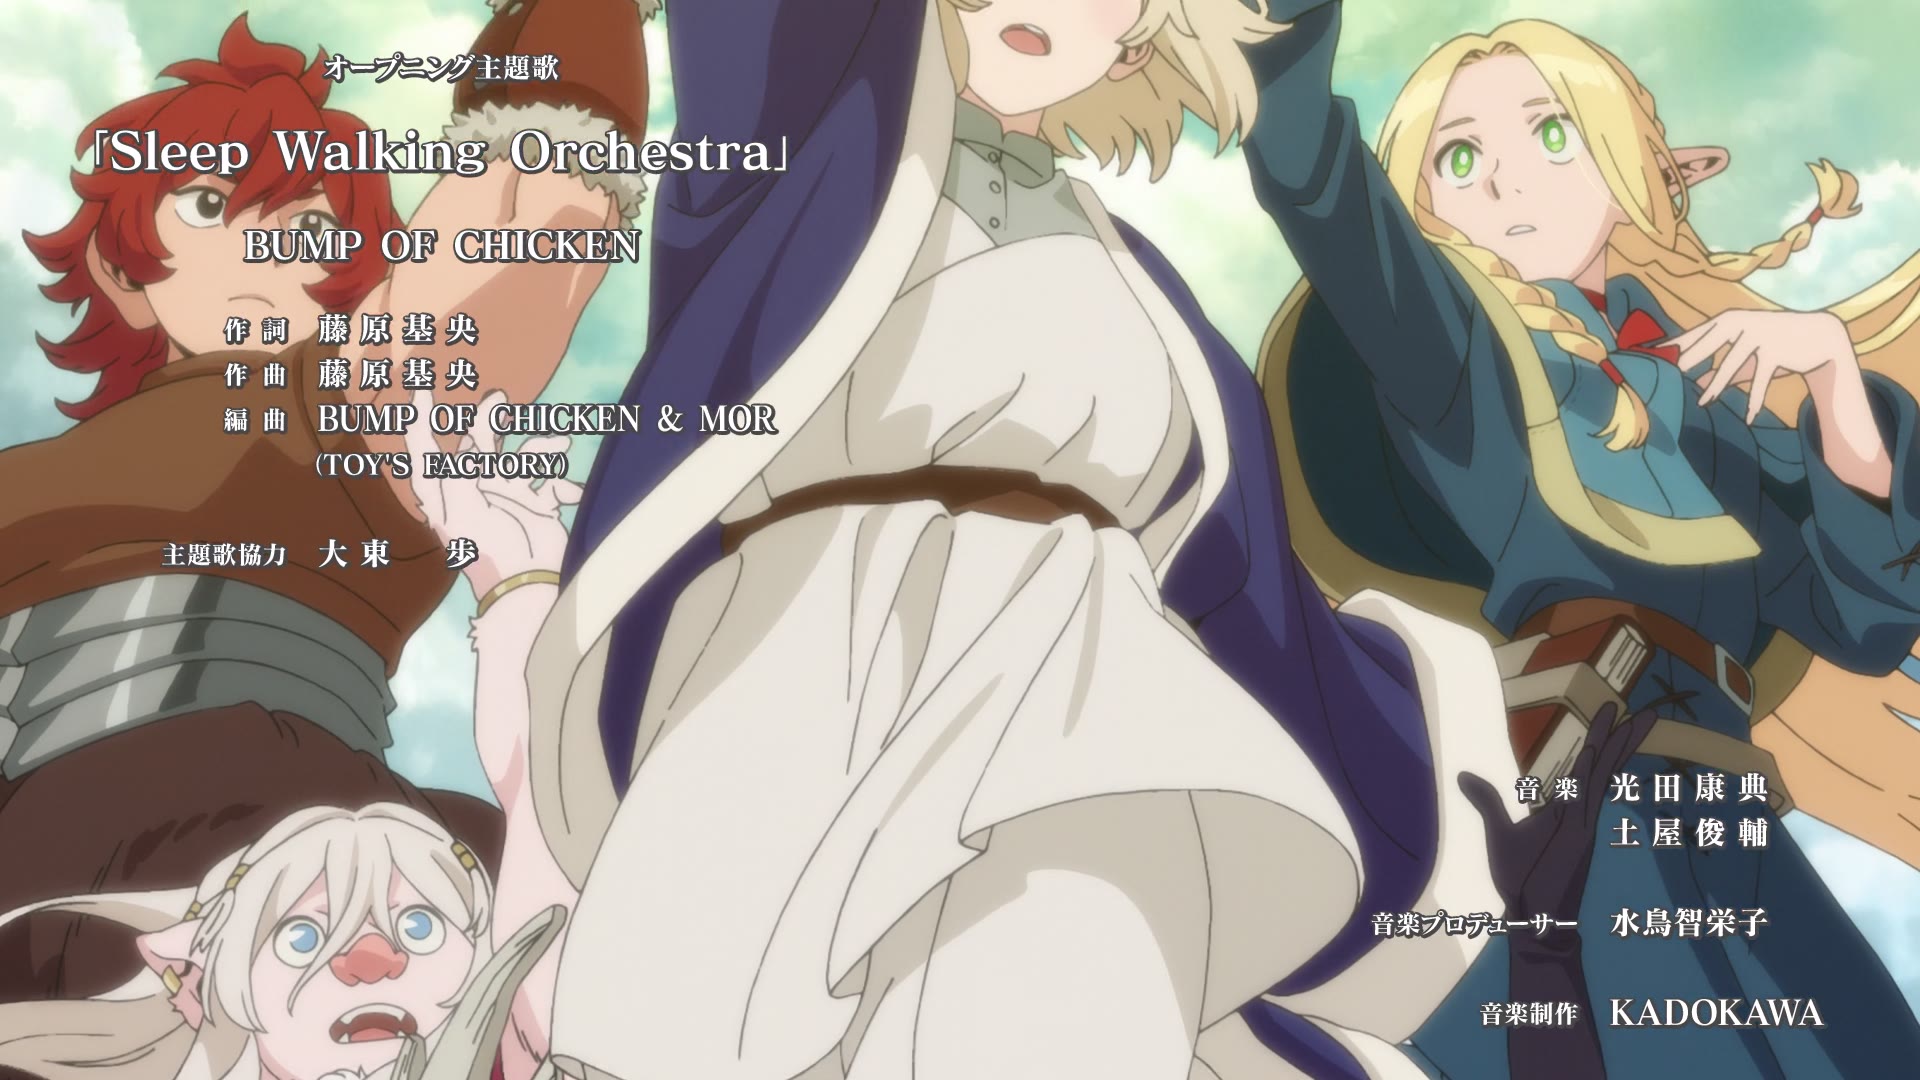 オープニング主題歌
「Sleep Walking Orchestra」
BUMP OF CHICKEN
作詞 藤原基央
作曲 藤原基央
編曲 BUMP OF CHICKEN & MOR
(TOY'S FACTORY)
主題歌協力 大東 歩
音楽 光田康典
土屋俊輔
音楽プロデューサー 水鳥智栄子
音楽制作 KADOKAWA